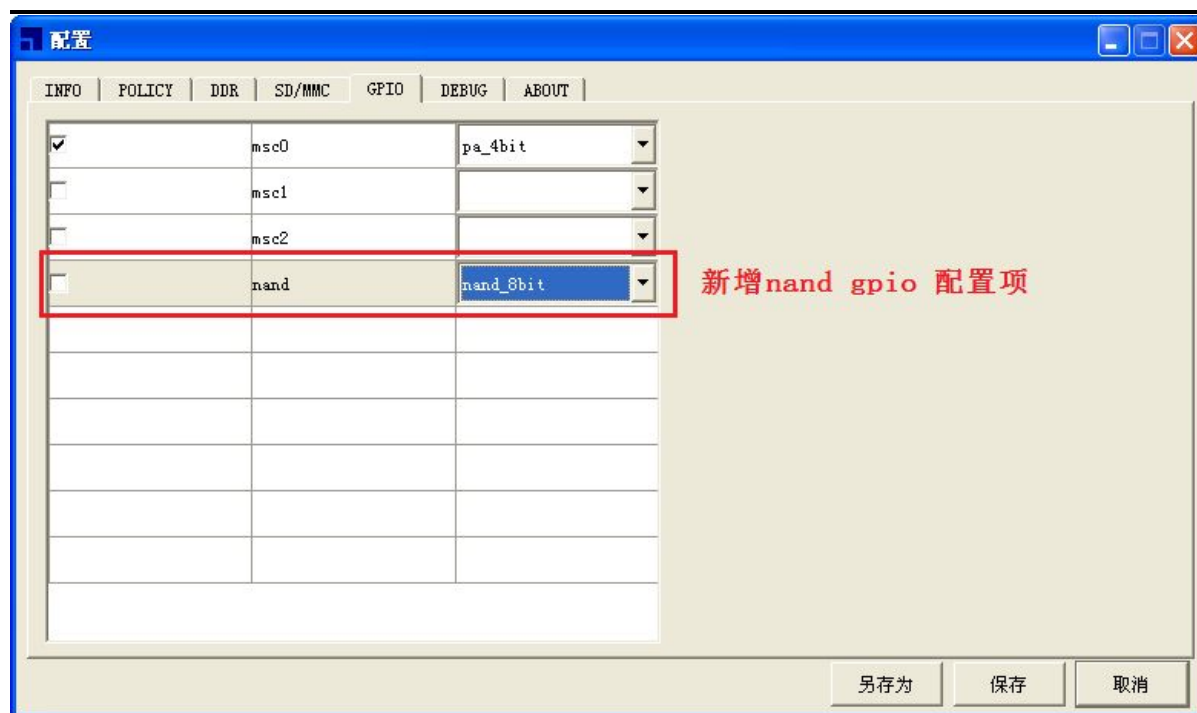 配置
INFO POLICY DDR SD/MMC GPIO DEBUG ABOUT
msc0 pa_4bit
msc1
msc2
nand nand_8bit 新增nand gpio 配置项
另存为 保存 取消